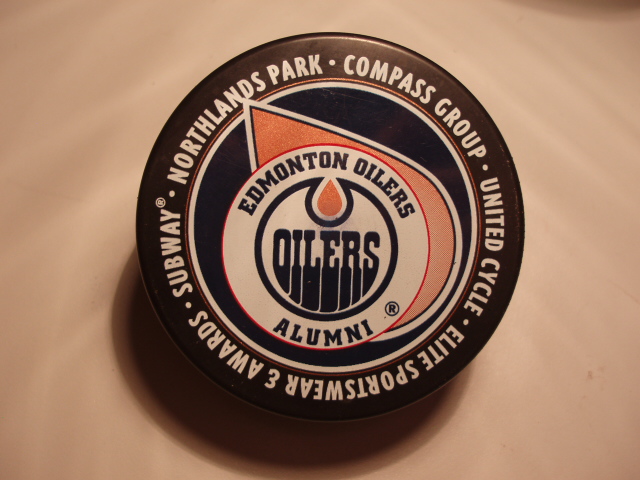 NORTHLANDS PARK · COMPASS GROUP · UNITED CYCLE · ELITE SPORTSWEAR & AWARDS · SUBWAY® ·
EDMONTON OILERS
OILERS
ALUMNI ®